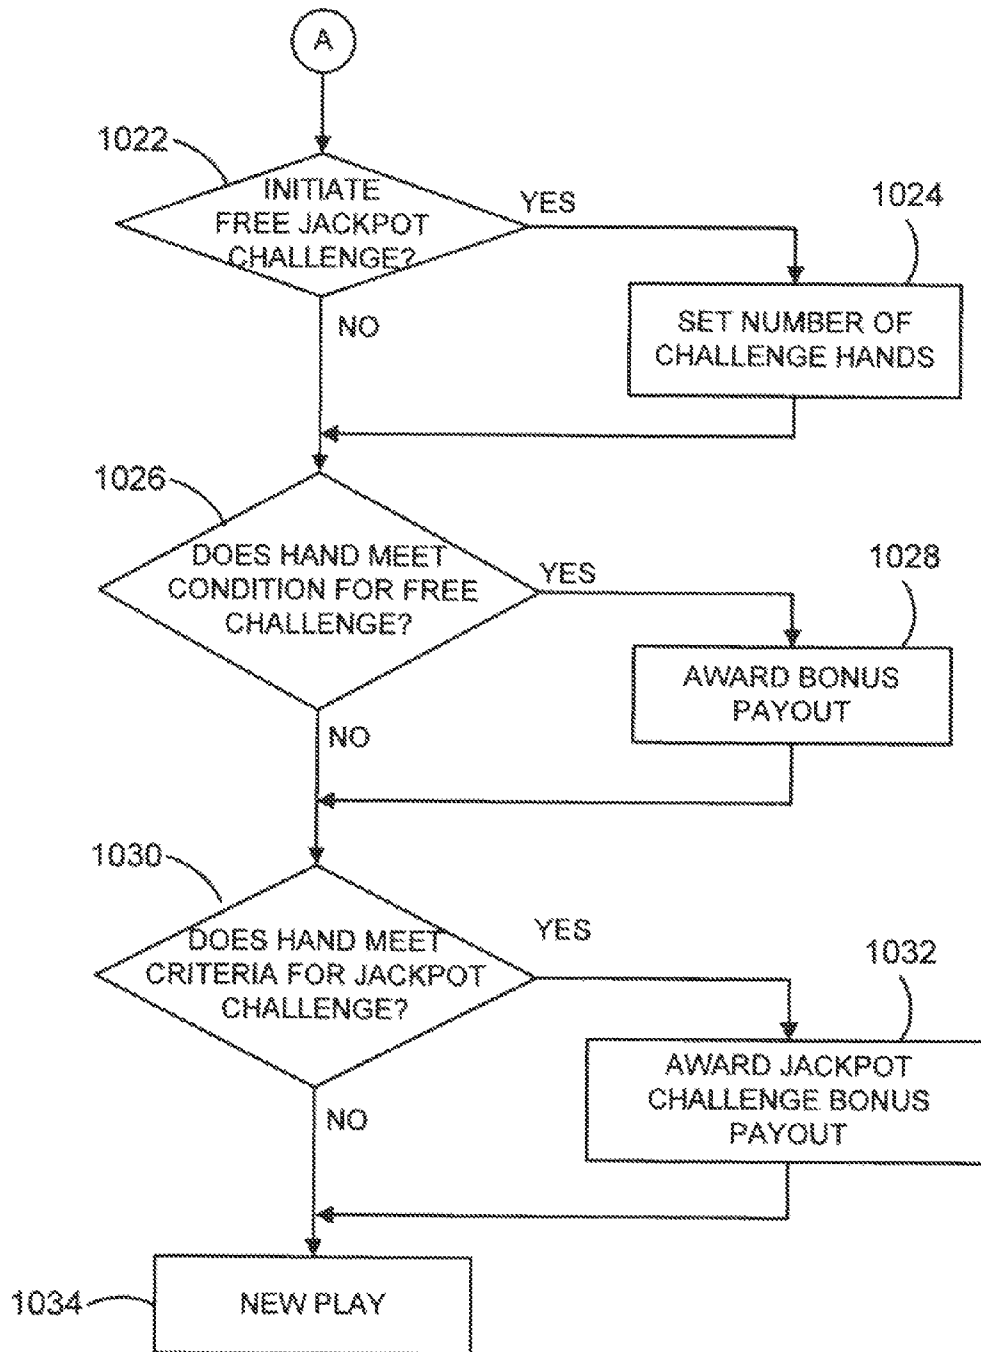 A
1022
INITIATE
FREE JACKPOT
CHALLENGE?
YES
1024
SET NUMBER OF
CHALLENGE HANDS
NO
1026
DOES HAND MEET
CONDITION FOR FREE
CHALLENGE?
YES
1028
AWARD BONUS
PAYOUT
NO
1030
DOES HAND MEET
CRITERIA FOR JACKPOT
CHALLENGE?
YES
1032
AWARD JACKPOT
CHALLENGE BONUS
PAYOUT
NO
1034
NEW PLAY